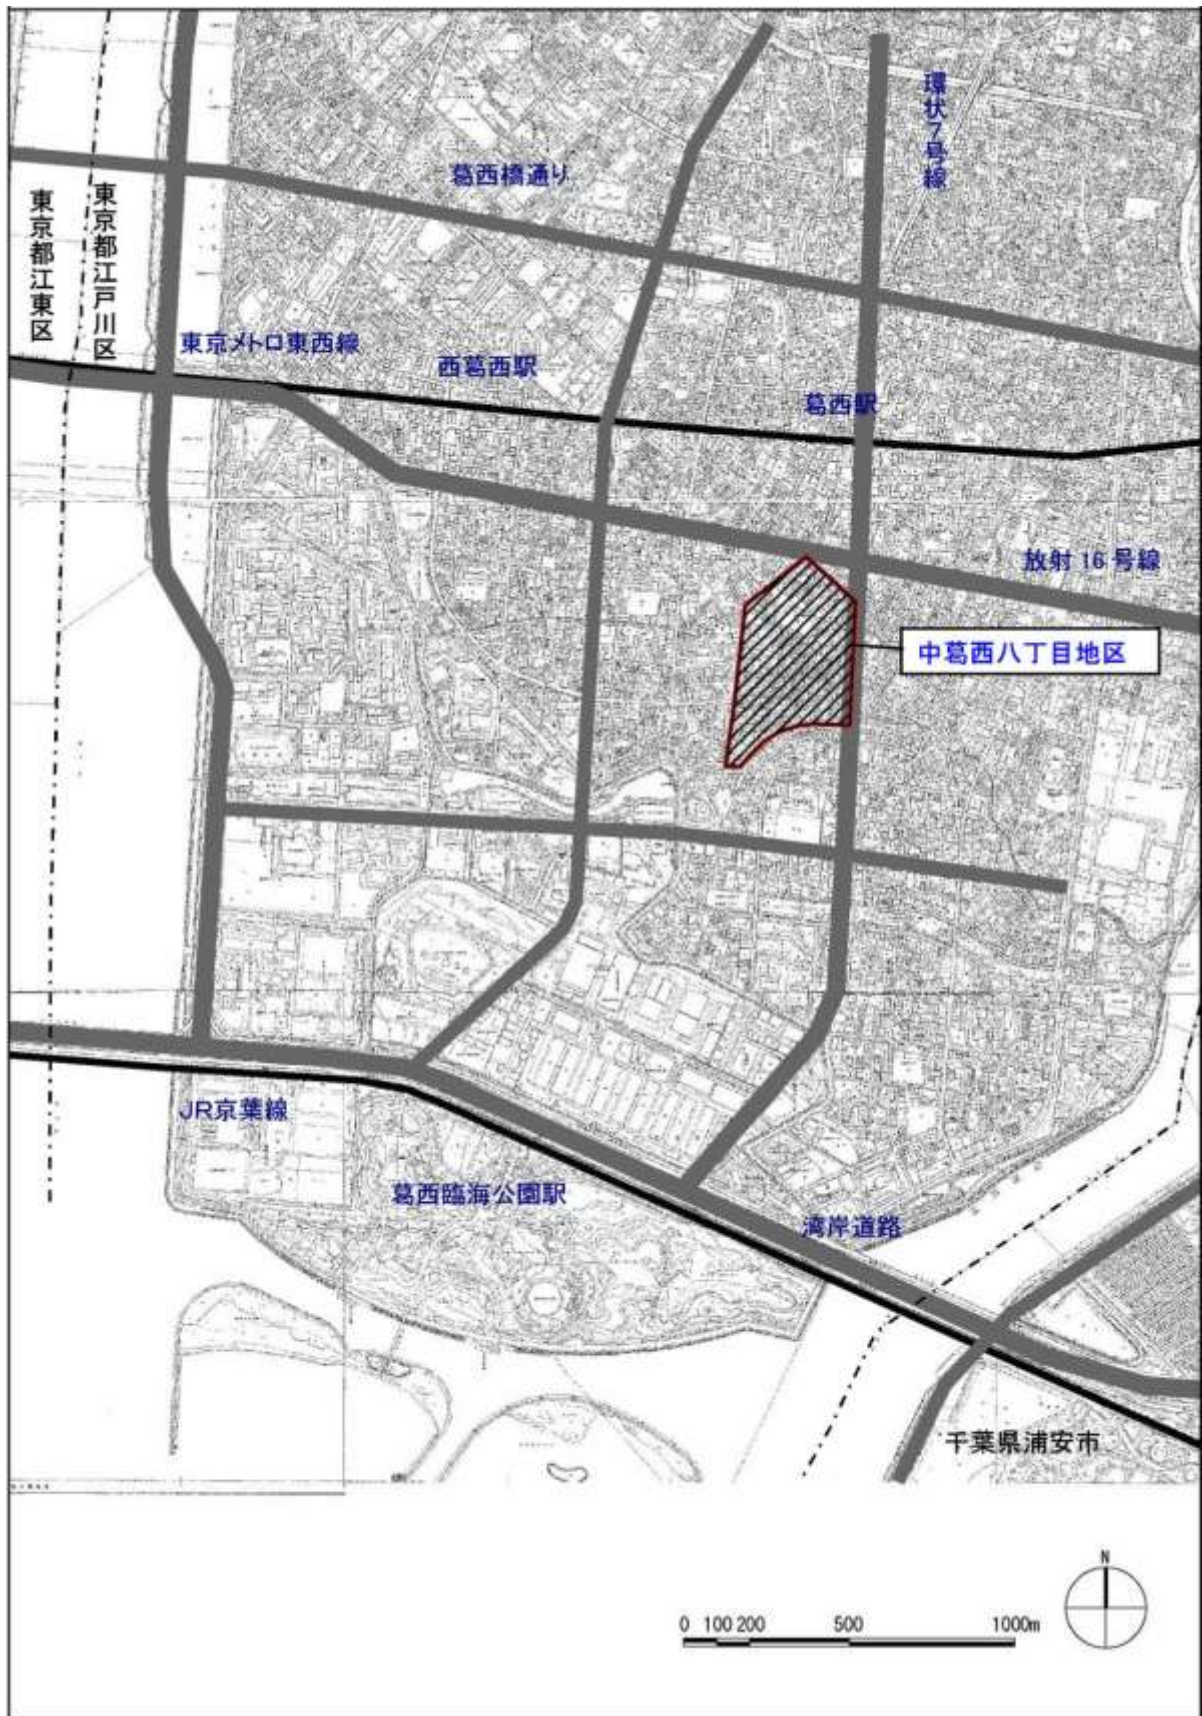 環状7号線
葛西橋通り
東京都江東区
東京都江戸川区
東京メトロ東西線
西葛西駅
葛西駅
放射16号線
中葛西八丁目地区
JR京葉線
葛西臨海公園駅
湾岸道路
千葉県浦安市
N
0 100 200 500 1000m